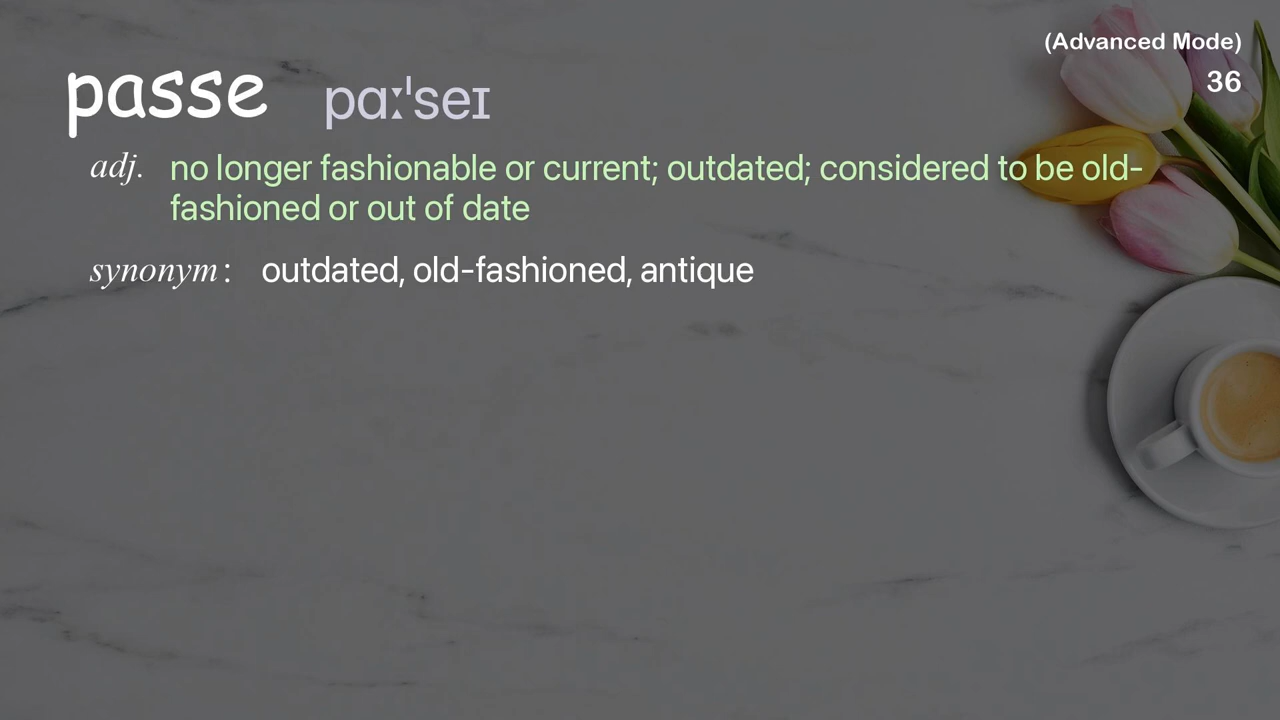 (Advanced Mode)
36
passe pɑːˈseɪ
adj. no longer fashionable or current; outdated; considered to be old-
fashioned or out of date
synonym: outdated, old-fashioned, antique